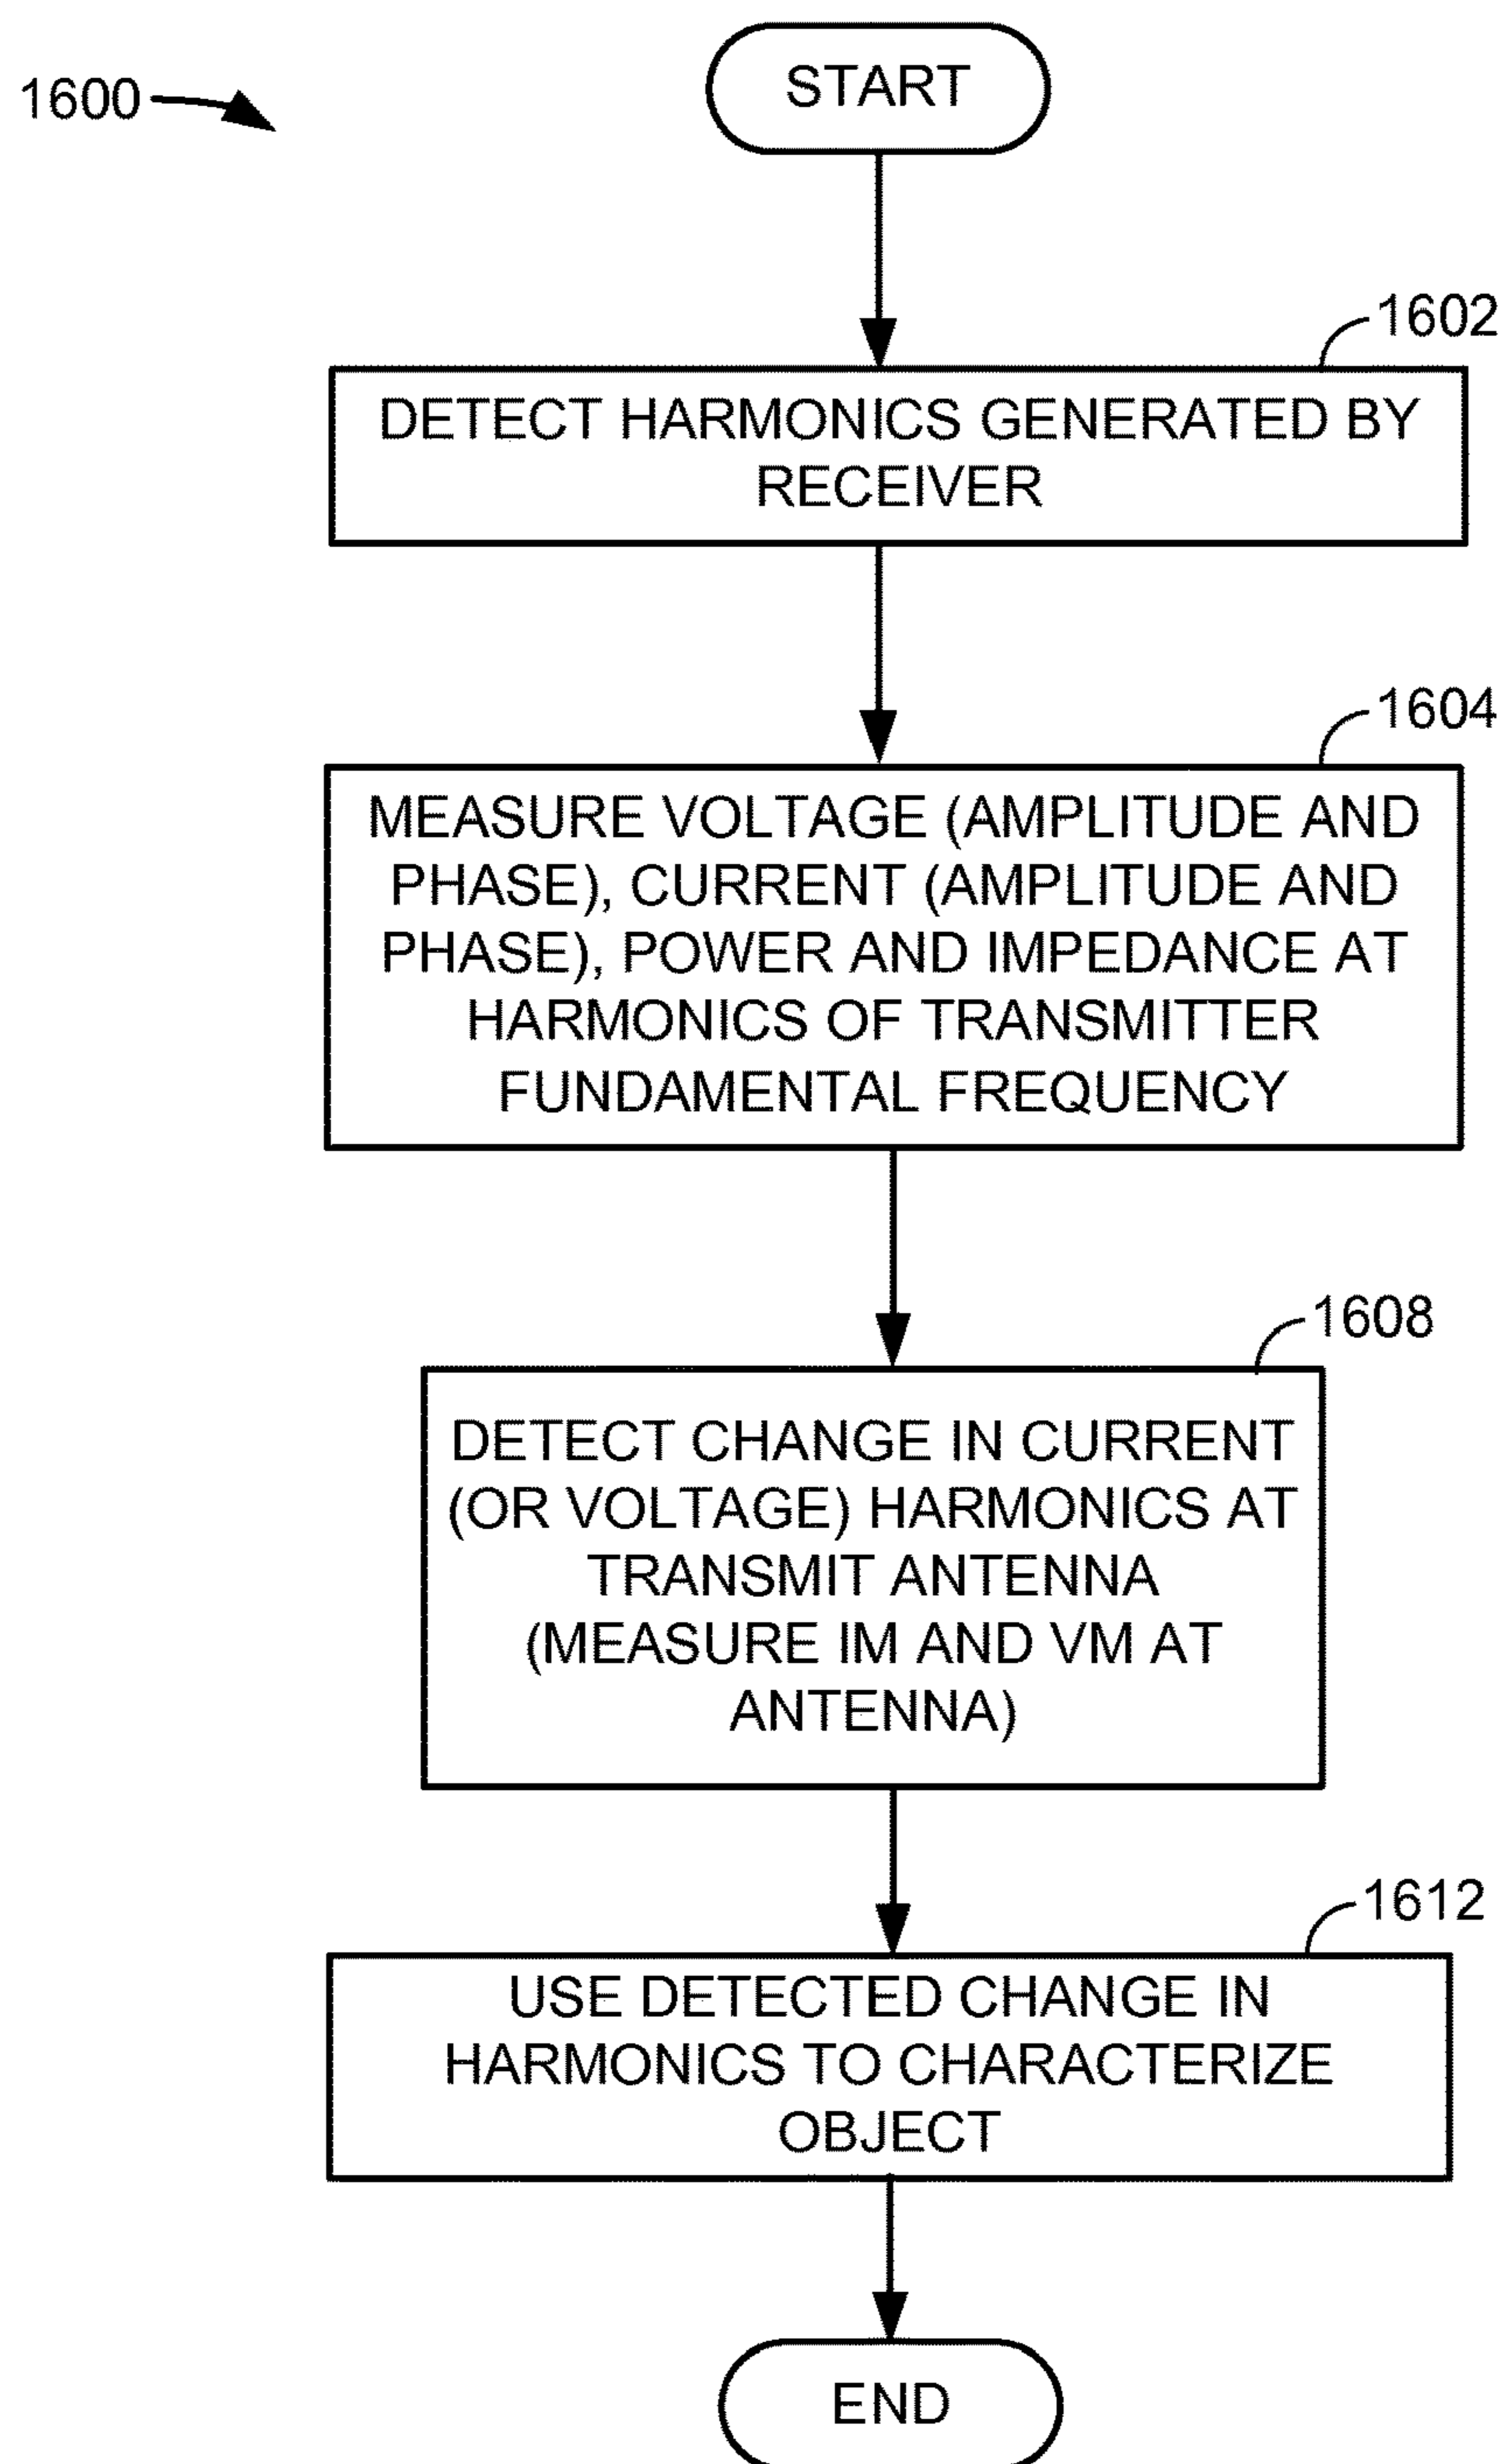 START
1600
1602
DETECT HARMONICS GENERATED BY
RECEIVER
1604
MEASURE VOLTAGE (AMPLITUDE AND
PHASE), CURRENT (AMPLITUDE AND
PHASE), POWER AND IMPEDANCE AT
HARMONICS OF TRANSMITTER
FUNDAMENTAL FREQUENCY
1608
DETECT CHANGE IN CURRENT
(OR VOLTAGE) HARMONICS AT
TRANSMIT ANTENNA
(MEASURE IM AND VM AT
ANTENNA)
1612
USE DETECTED CHANGE IN
HARMONICS TO CHARACTERIZE
OBJECT
END